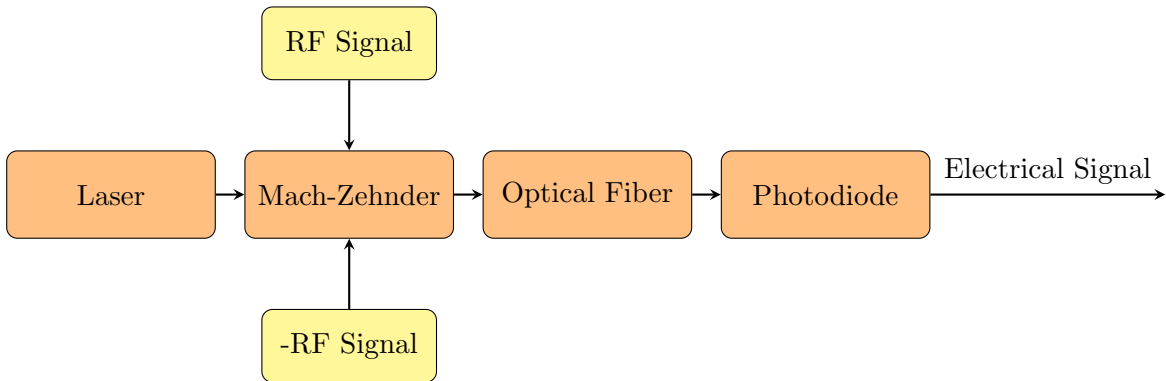 RF Signal
Laser
Mach-Zehnder
Optical Fiber
Photodiode
Electrical Signal
-RF Signal